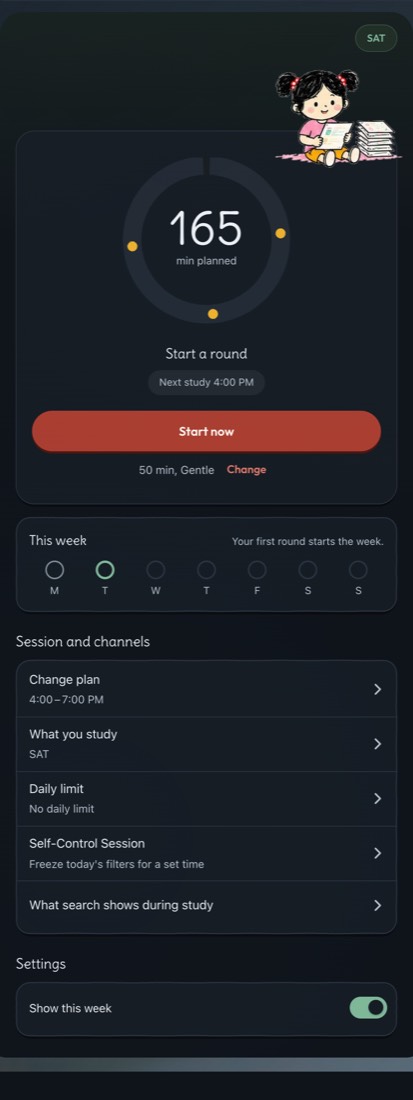 SAT
165
min planned
Start a round
Next study 4:00 PM
Start now
50 min, Gentle Change
This week
Your first round starts the week.
M T W T F S S
Session and channels
Change plan
4:00–7:00 PM
What you study
SAT
Daily limit
No daily limit
Self-Control Session
Freeze today's filters for a set time
What search shows during study
Settings
Show this week